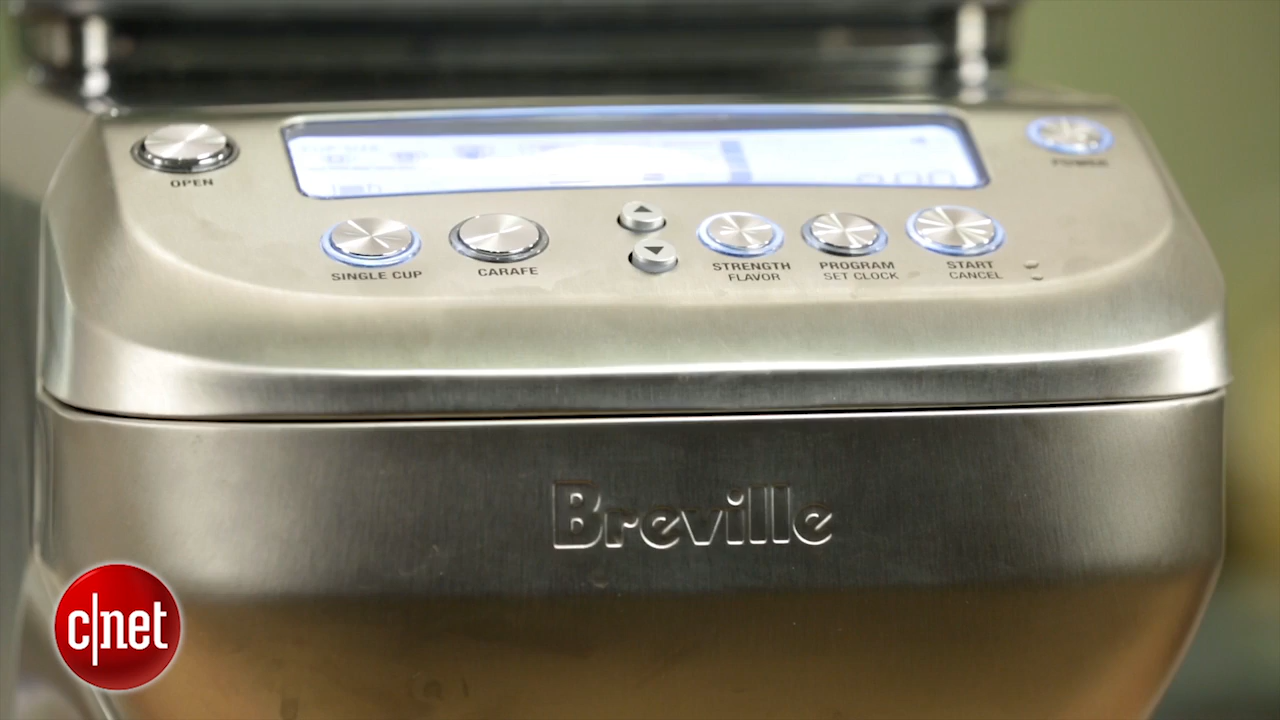 OPEN
POWER
SINGLE CUP
CARAFE
STRENGTH
FLAVOR
PROGRAM
SET CLOCK
START
CANCEL
Breville
c|net